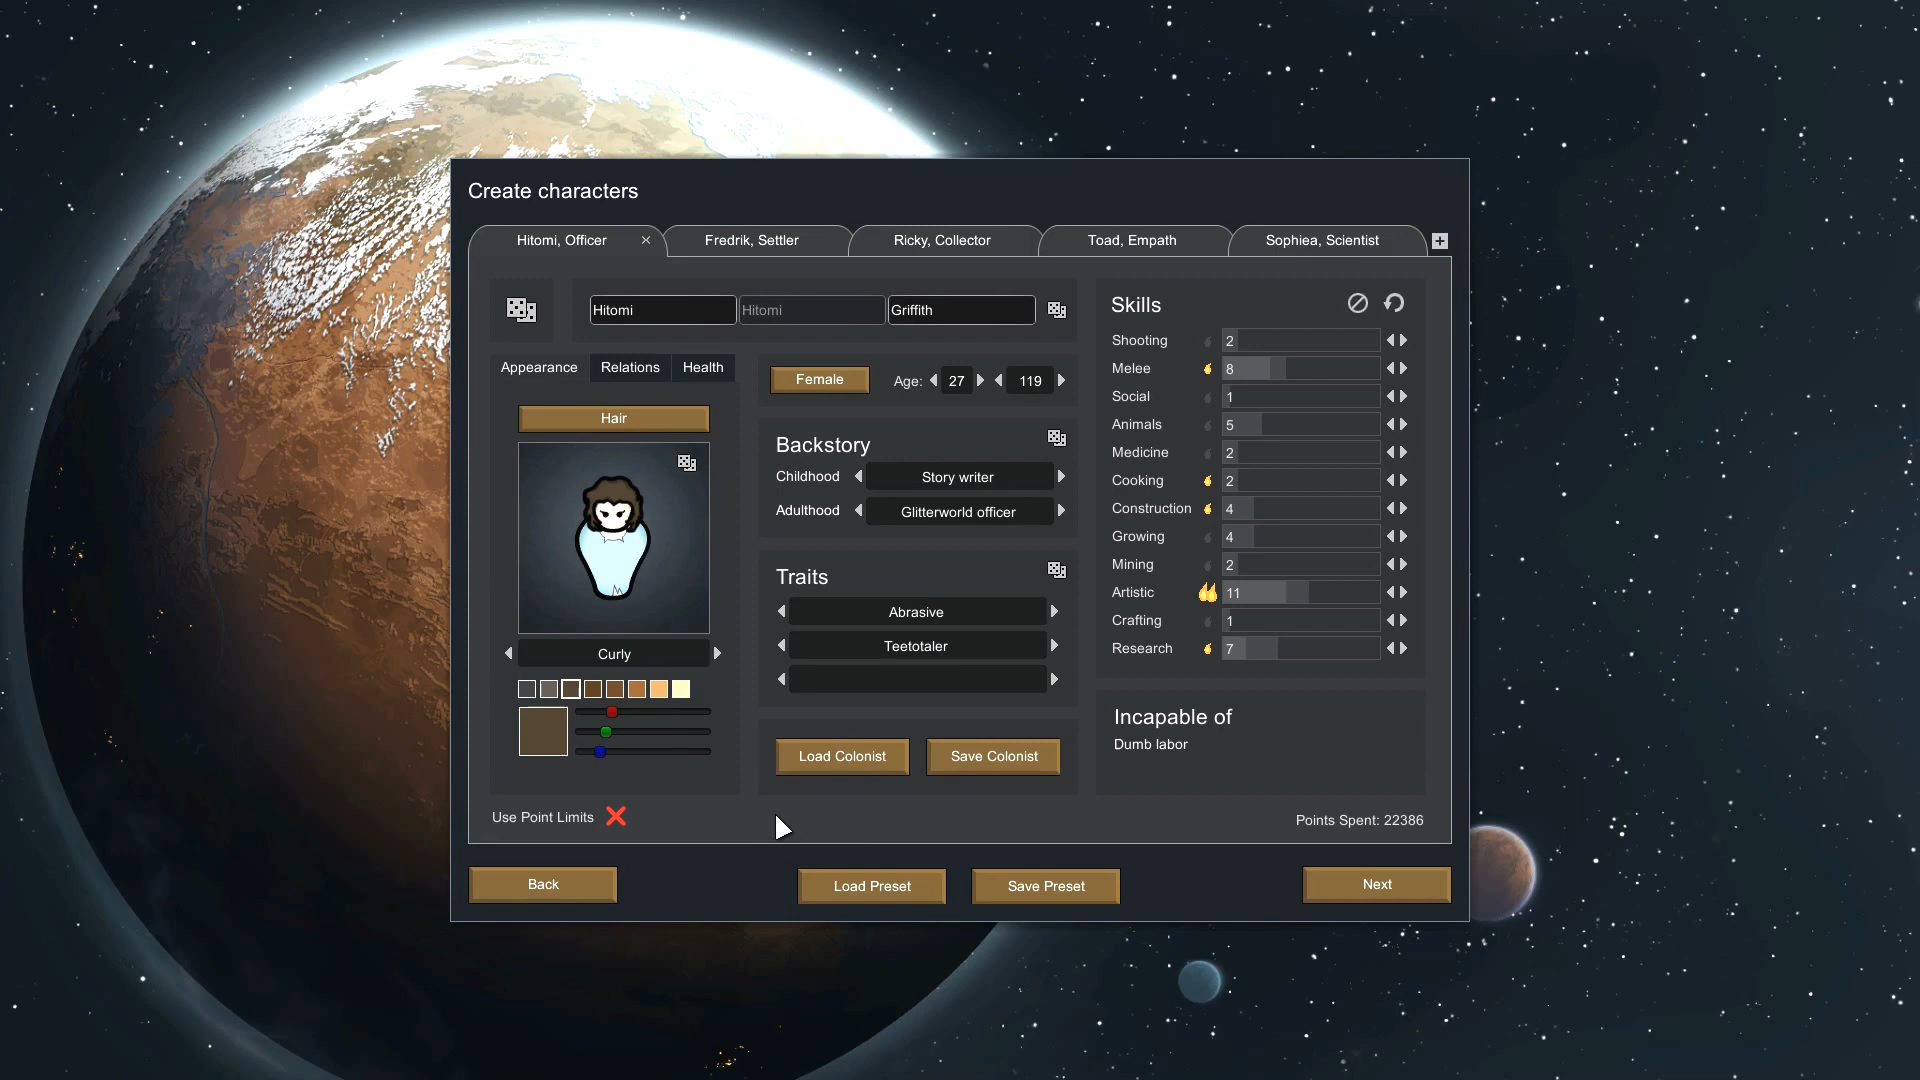 Create characters
Hitomi, Officer
Fredrik, Settler
Ricky, Collector
Toad, Empath
Sophiea, Scientist
Hitomi
Hitomi
Griffith
Appearance
Relations
Health
Hair
Curly
Female
Age:
27
119
Backstory
Childhood
Story writer
Adulthood
Glitterworld officer
Traits
Abrasive
Teetotaler
Load Colonist
Save Colonist
Skills
Shooting 2
Melee 8
Social 1
Animals 5
Medicine 2
Cooking 2
Construction 4
Growing 4
Mining 2
Artistic 11
Crafting 1
Research 7
Incapable of
Dumb labor
Use Point Limits
Points Spent: 22386
Back
Load Preset
Save Preset
Next